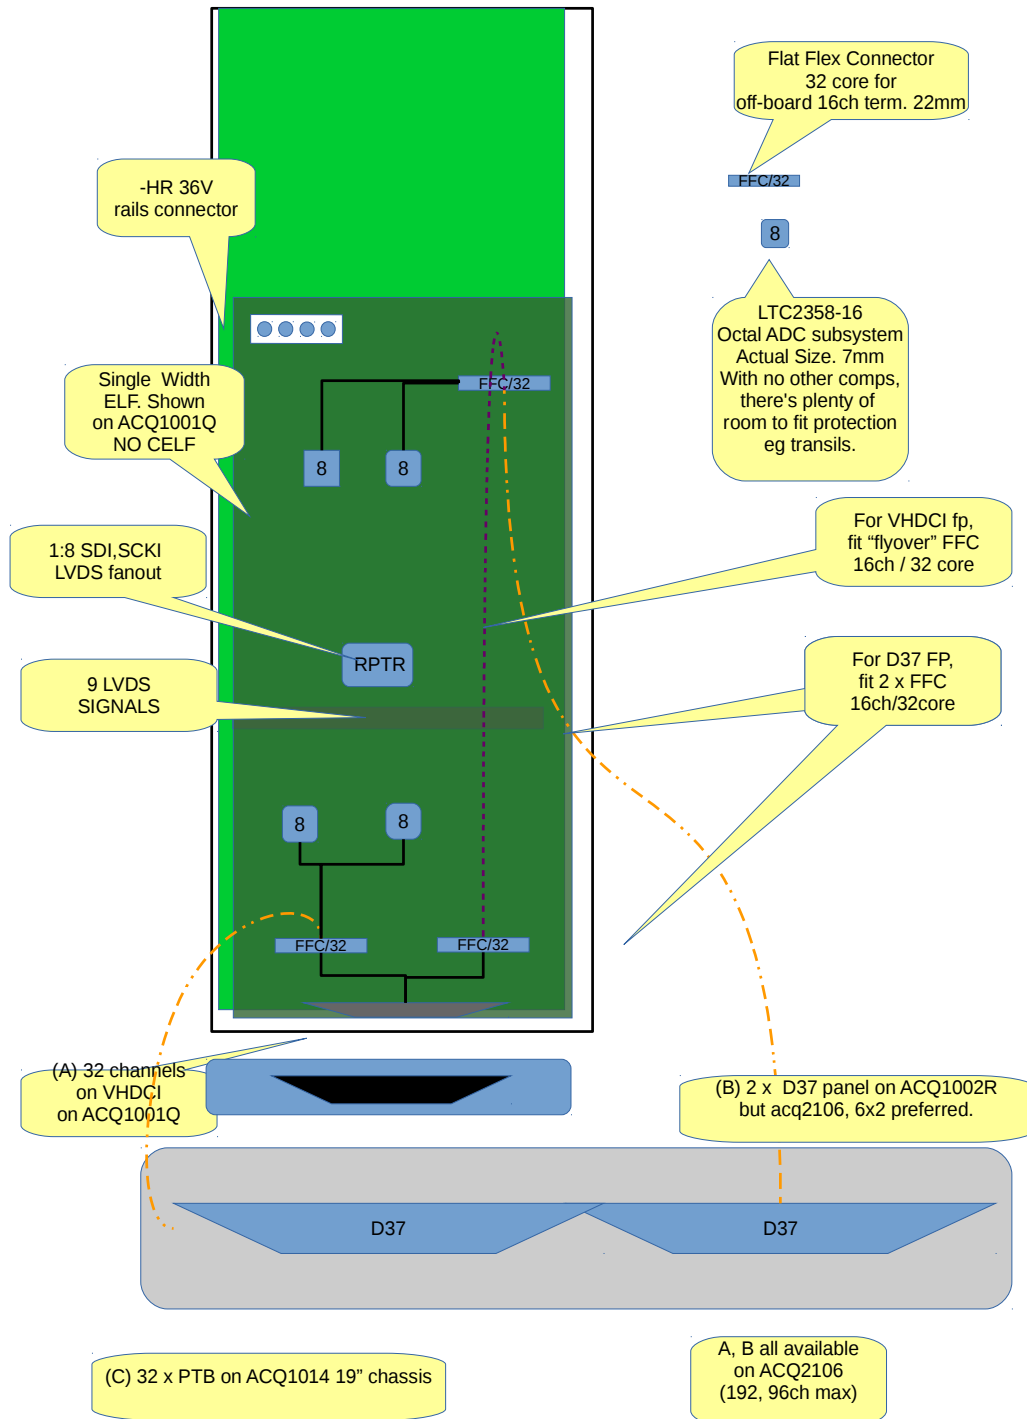 Flat Flex Connector
32 core for
off-board 16ch term. 22mm
-HR 36V
rails connector
FFC/32
8
LTC2358-16
Octal ADC subsystem
Actual Size. 7mm
With no other comps,
there's plenty of
room to fit protection
eg transils.
Single  Width
ELF. Shown
on ACQ1001Q
NO CELF
FFC/32
8
8
For VHDCI fp,
fit “flyover” FFC
16ch / 32 core
1:8 SDI,SCKI
LVDS fanout
RPTR
For D37 FP,
fit 2 x FFC
16ch/32core
9 LVDS
SIGNALS
8
8
FFC/32
FFC/32
(A) 32 channels
on VHDCI
on ACQ1001Q
(B) 2 x  D37 panel on ACQ1002R
but acq2106, 6x2 preferred.
D37
D37
(C) 32 x PTB on ACQ1014 19” chassis
A, B all available
on ACQ2106
(192, 96ch max)